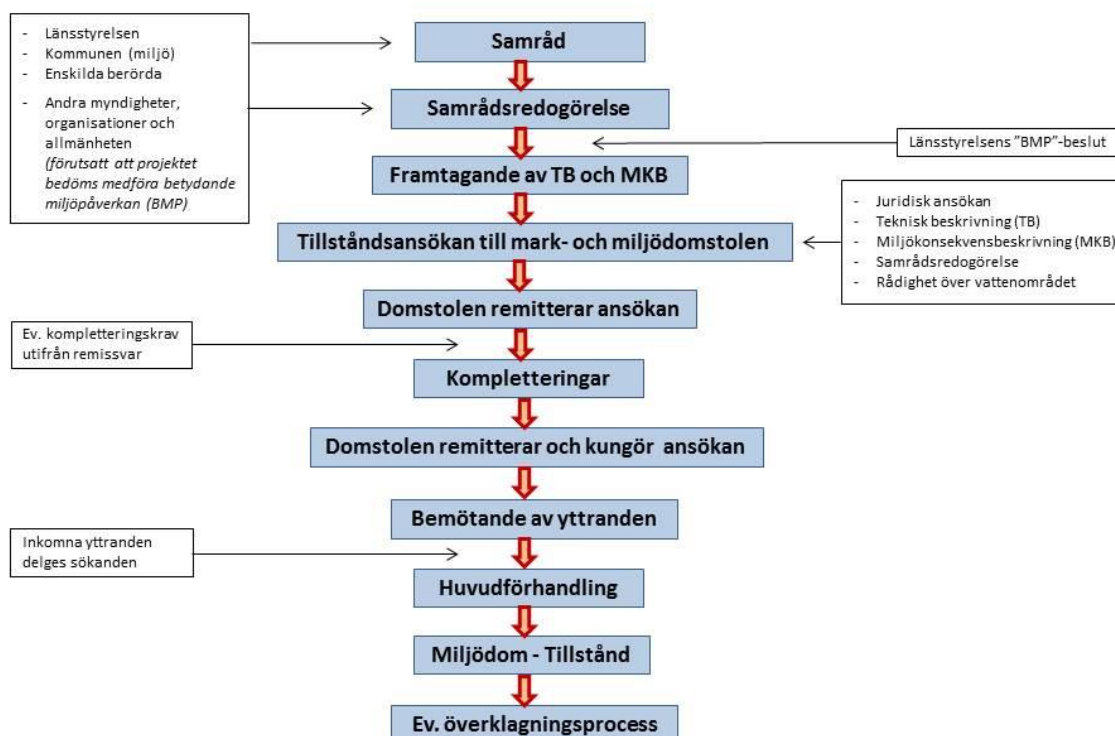 - Länsstyrelsen
- Kommunen (miljö)
- Enskilda berörda
- Andra myndigheter,
organisationer och
allmänheten
(förutsatt att projektet
bedöms medföra betydande
miljöpåverkan (BMP)
Samråd
Samrådsredogörelse
Länsstyrelsens ”BMP”-beslut
Framtagande av TB och MKB
Tillståndsansökan till mark- och miljödomstolen
- Juridisk ansökan
- Teknisk beskrivning (TB)
- Miljökonsekvensbeskrivning (MKB)
- Samrådsredogörelse
- Rådighet över vattenområdet
Domstolen remitterar ansökan
Ev. kompletteringskrav
utifrån remissvar
Kompletteringar
Domstolen remitterar och kungör ansökan
Bemötande av yttranden
Inkomna yttranden
delges sökanden
Huvudförhandling
Miljödom - Tillstånd
Ev. överklagningsprocess